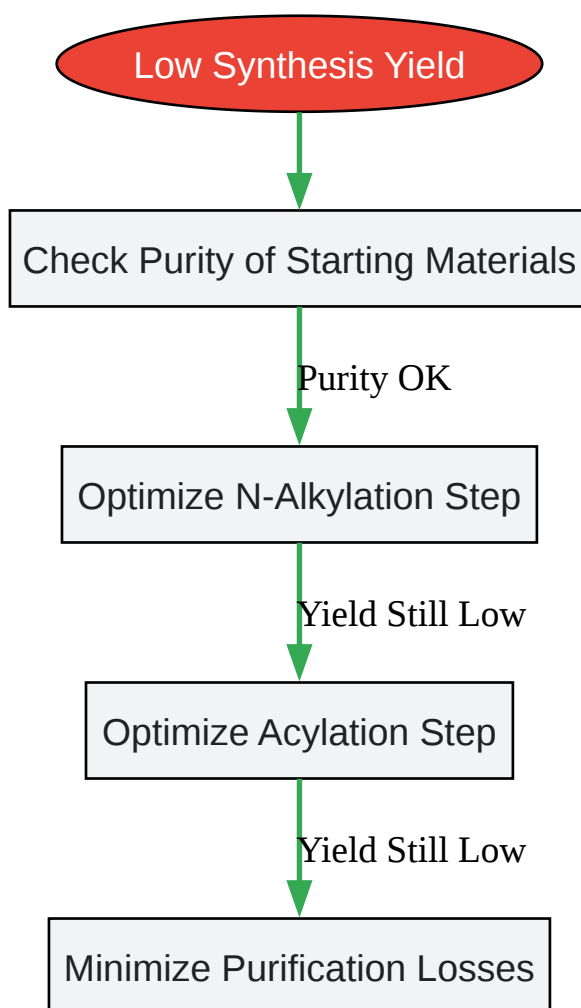 Low Synthesis Yield
Check Purity of Starting Materials
Purity OK
Optimize N-Alkylation Step
Yield Still Low
Optimize Acylation Step
Yield Still Low
Minimize Purification Losses